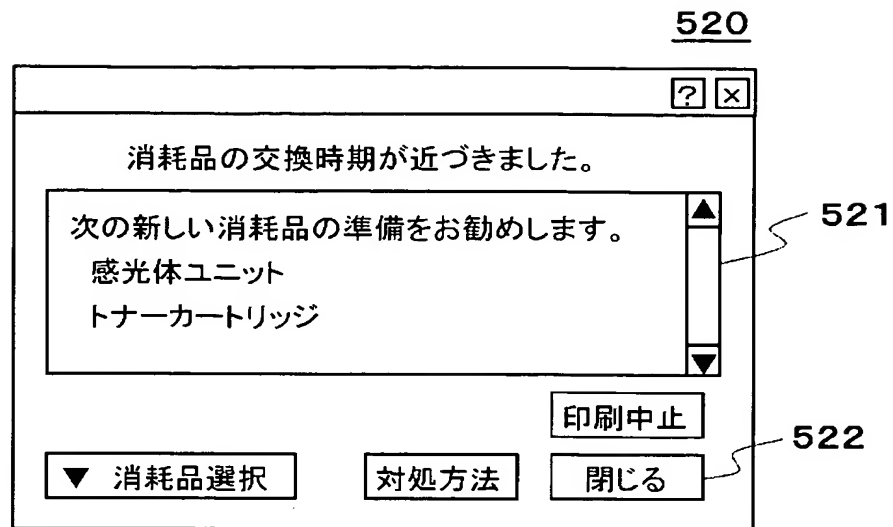 520
? ×
消耗品の交換時期が近づきました。
次の新しい消耗品の準備をお勧めします。
感光体ユニット
トナーカートリッジ
521
印刷中止
522
▼ 消耗品選択 対処方法 閉じる